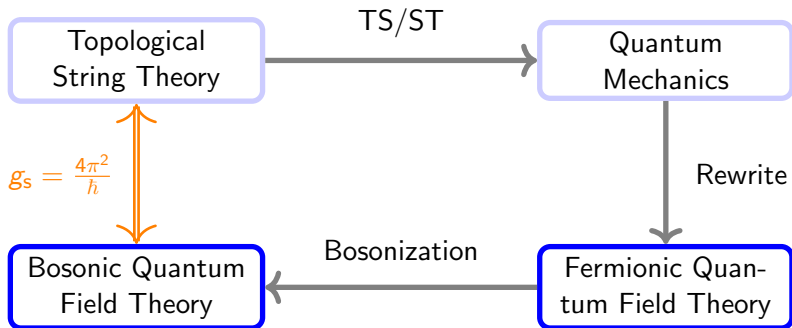 Topological
String Theory
TS/ST
Quantum
Mechanics
g_s = 4π²/ħ
Rewrite
Bosonic Quantum
Field Theory
Bosonization
Fermionic Quan-
tum Field Theory